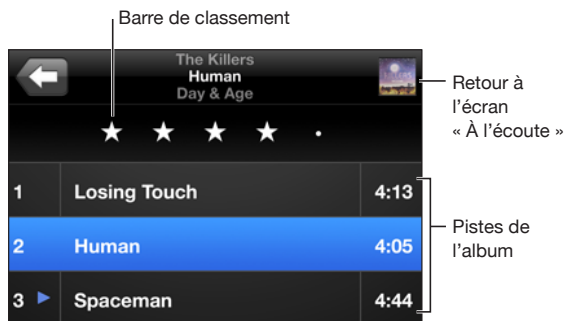 Barre de classement
The Killers
Human
Day & Age
Retour à
l’écran
« À l’écoute »
1 Losing Touch 4:13
2 Human 4:05
3 Spaceman 4:44
Pistes de
l’album